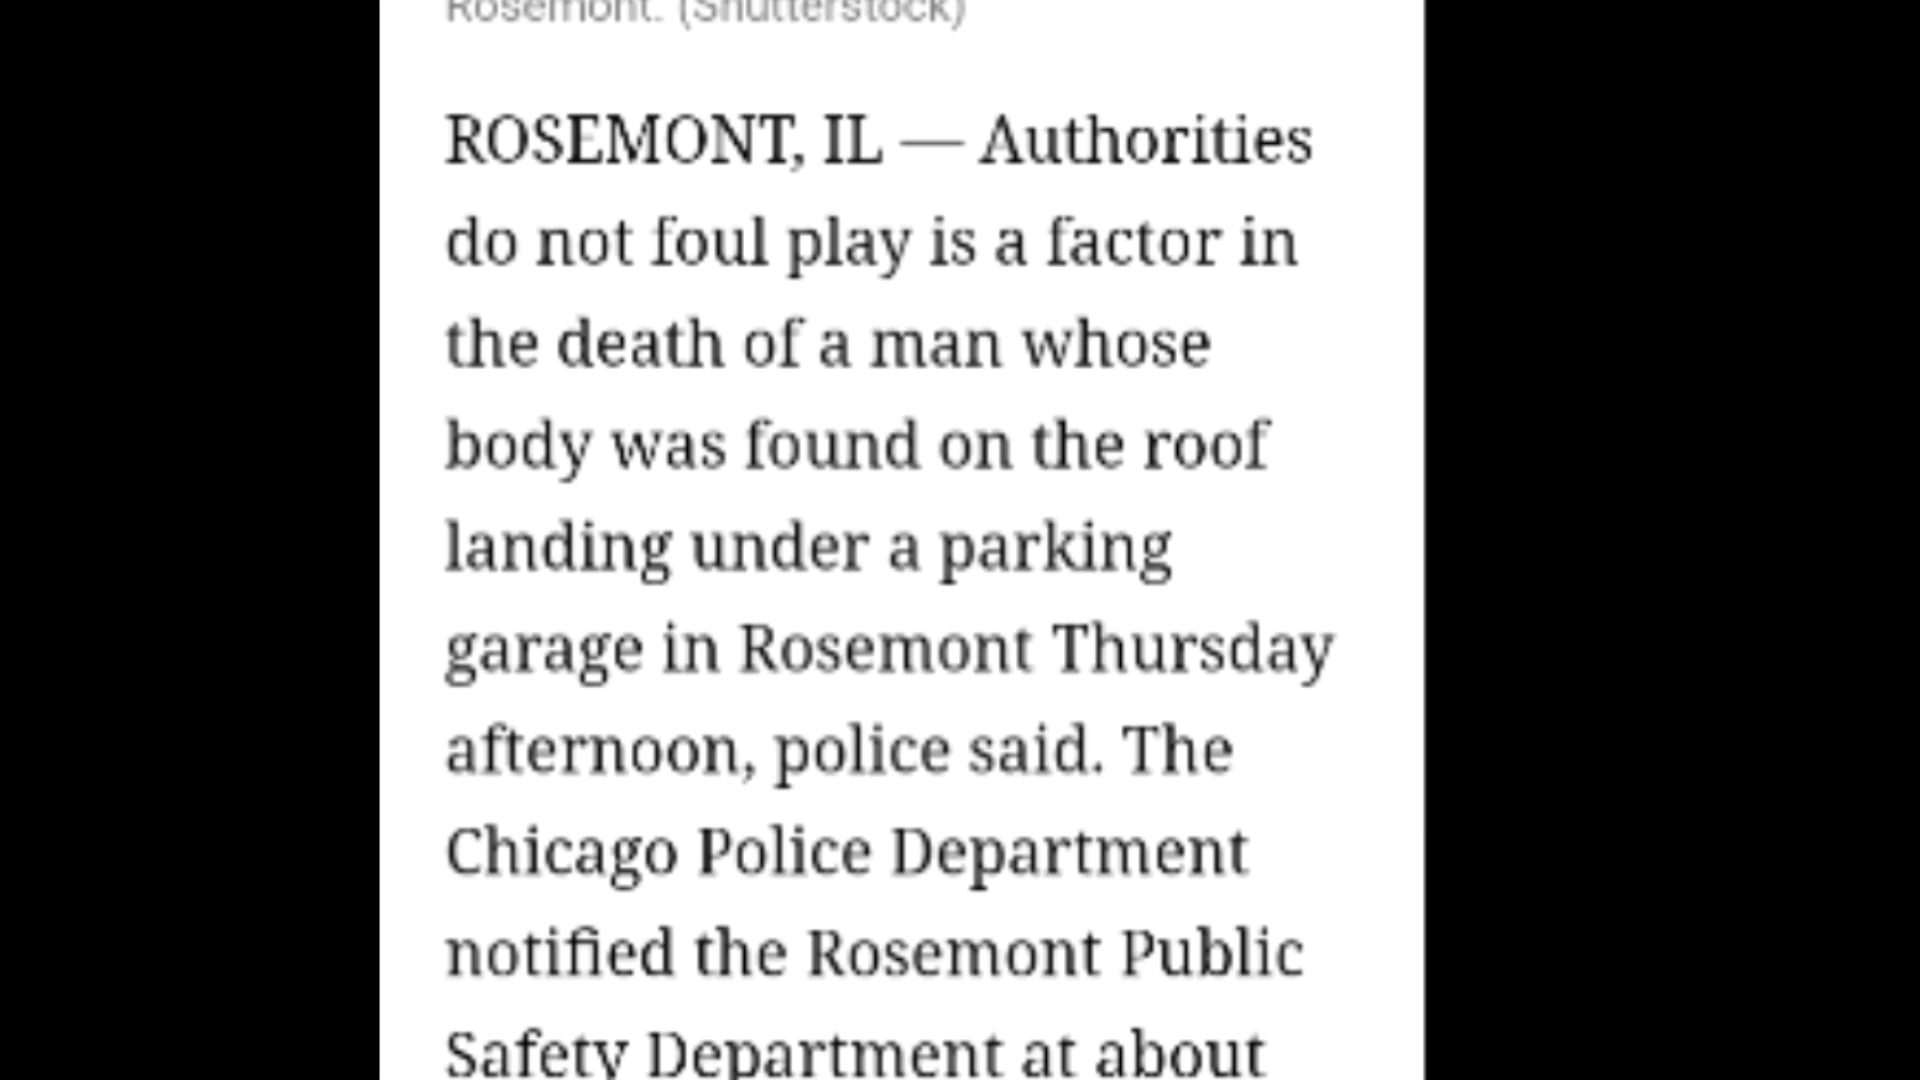 Rosemont. (Shutterstock)
ROSEMONT, IL — Authorities
do not foul play is a factor in
the death of a man whose
body was found on the roof
landing under a parking
garage in Rosemont Thursday
afternoon, police said. The
Chicago Police Department
notified the Rosemont Public
Safety Department at about